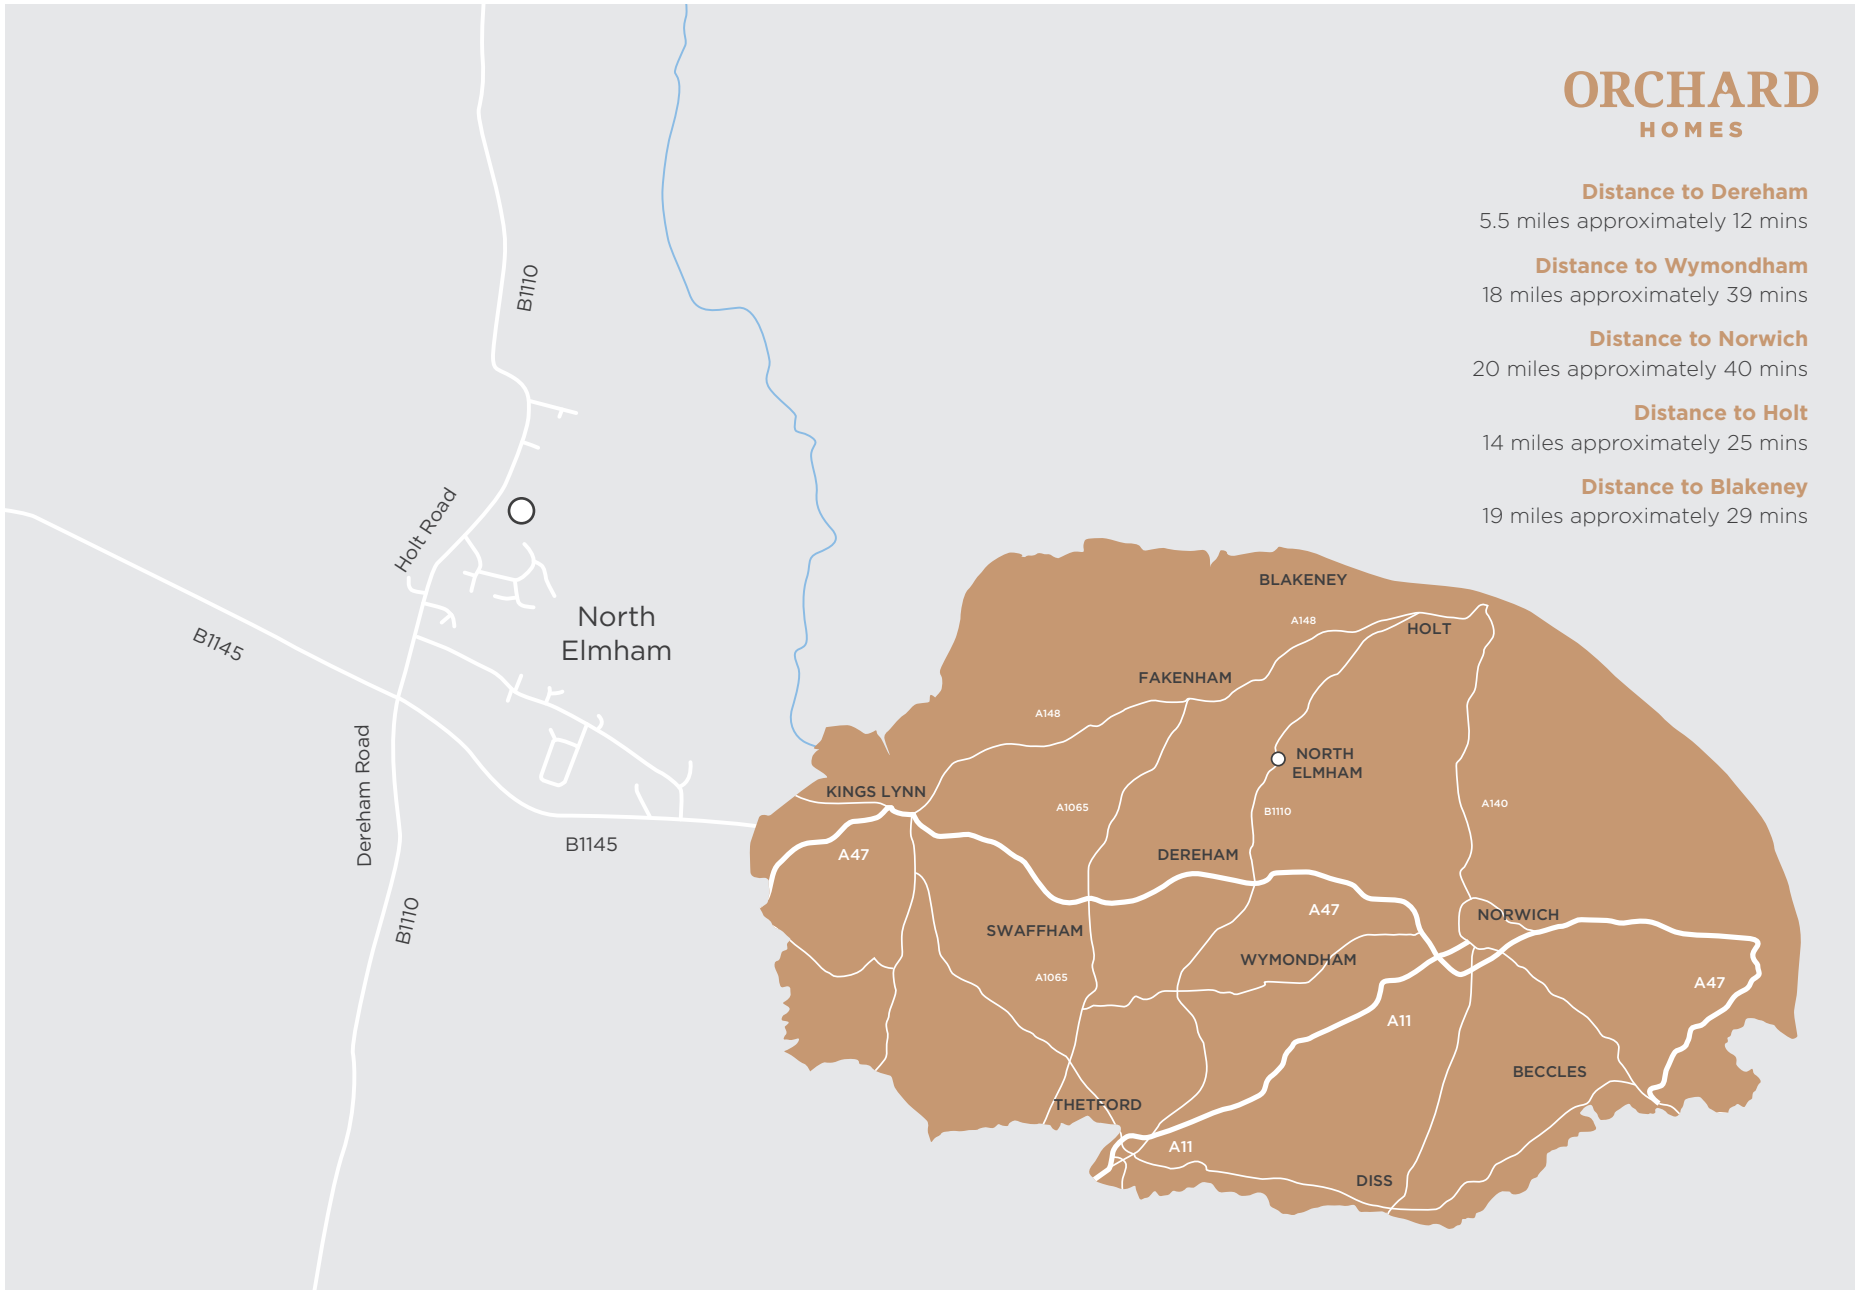 ORCHARD
HOMES
Distance to Dereham
5.5 miles approximately 12 mins
Distance to Wymondham
18 miles approximately 39 mins
Distance to Norwich
20 miles approximately 40 mins
Distance to Holt
14 miles approximately 25 mins
Distance to Blakeney
19 miles approximately 29 mins
B1110
Holt Road
North
Elmham
B1145
Dereham Road
B1145
B1110
BLAKENEY
A148
HOLT
FAKENHAM
A148
NORTH
ELMHAM
KINGS LYNN
A1065
B1110
A140
A47
DEREHAM
A47
NORWICH
SWAFFHAM
WYMONDHAM
A1065
A47
A11
BECCLES
THETFORD
A11
DISS